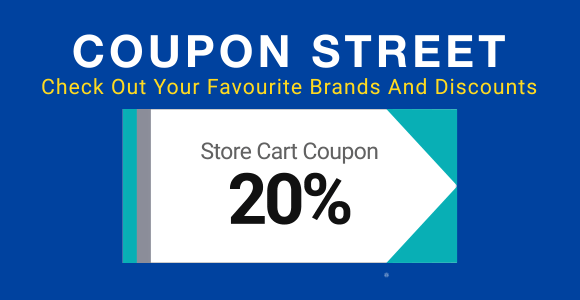 COUPON STREET
Check Out Your Favourite Brands And Discounts
Store Cart Coupon
20%